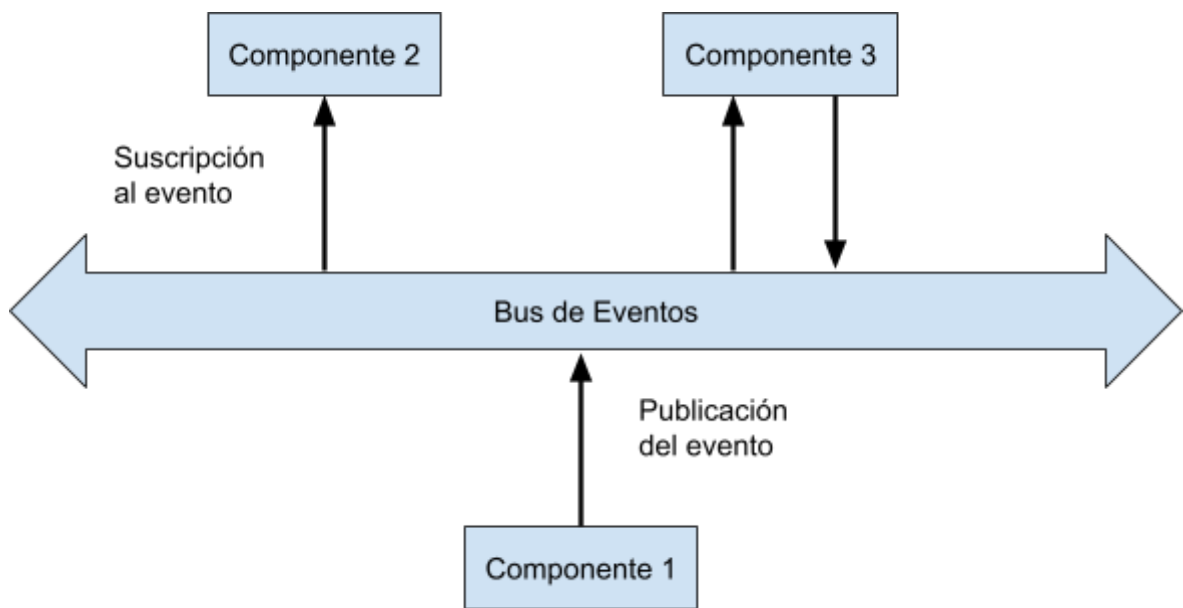 Componente 2
Componente 3
Suscripción
al evento
Bus de Eventos
Publicación
del evento
Componente 1